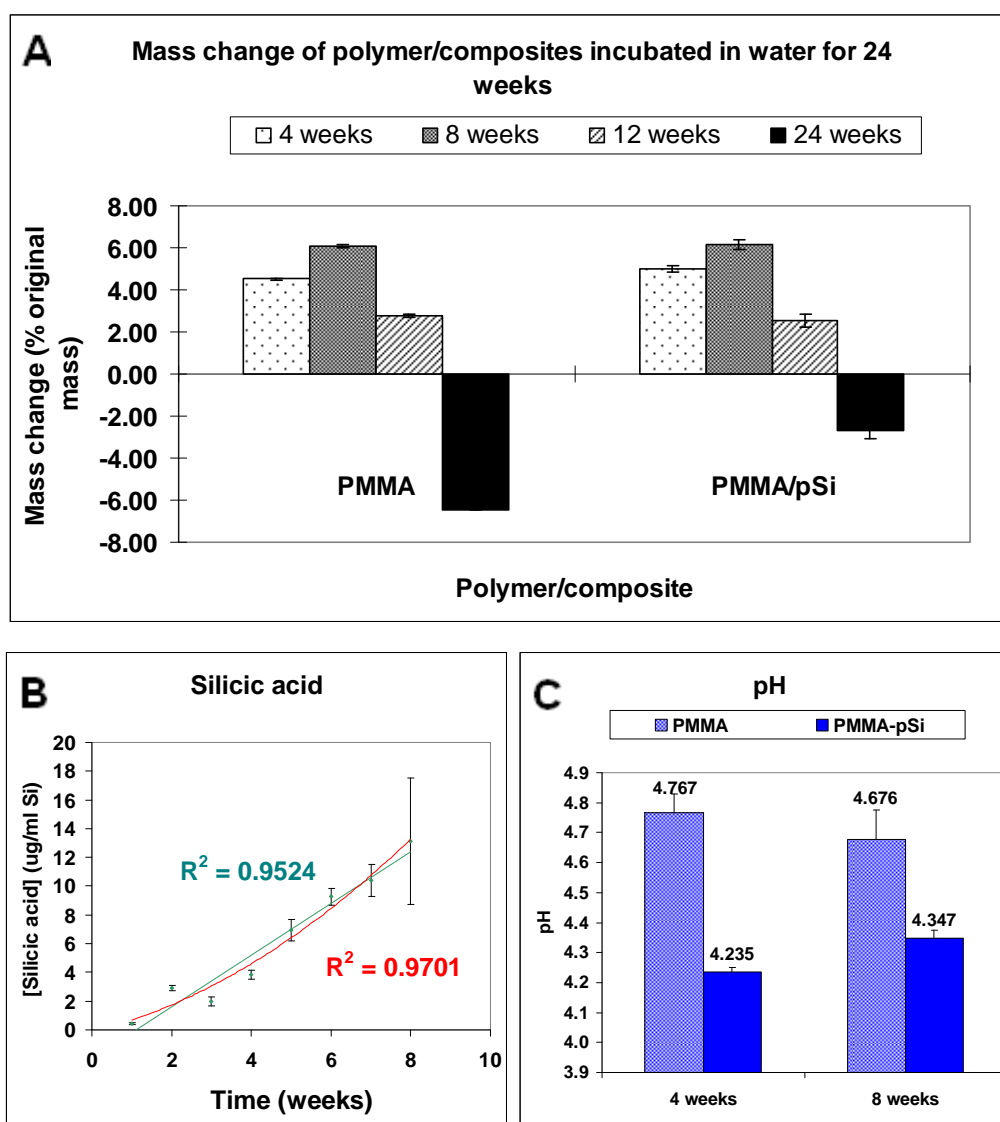 A
Mass change of polymer/composites incubated in water for 24
weeks
4 weeks 8 weeks 12 weeks 24 weeks
8.00
6.00
4.00
2.00
0.00
-2.00
-4.00
-6.00
-8.00
Mass change (% original
mass)
PMMA PMMA/pSi
Polymer/composite
B
Silicic acid
[Silicic acid] (ug/ml Si)
20
18
16
14
12
10
8
6
4
2
0
R² = 0.9524
R² = 0.9701
0 2 4 6 8 10
Time (weeks)
C
pH
PMMA PMMA-pSi
pH
4.9
4.8
4.7
4.6
4.5
4.4
4.3
4.2
4.1
4.0
3.9
4.767
4.235
4.676
4.347
4 weeks 8 weeks